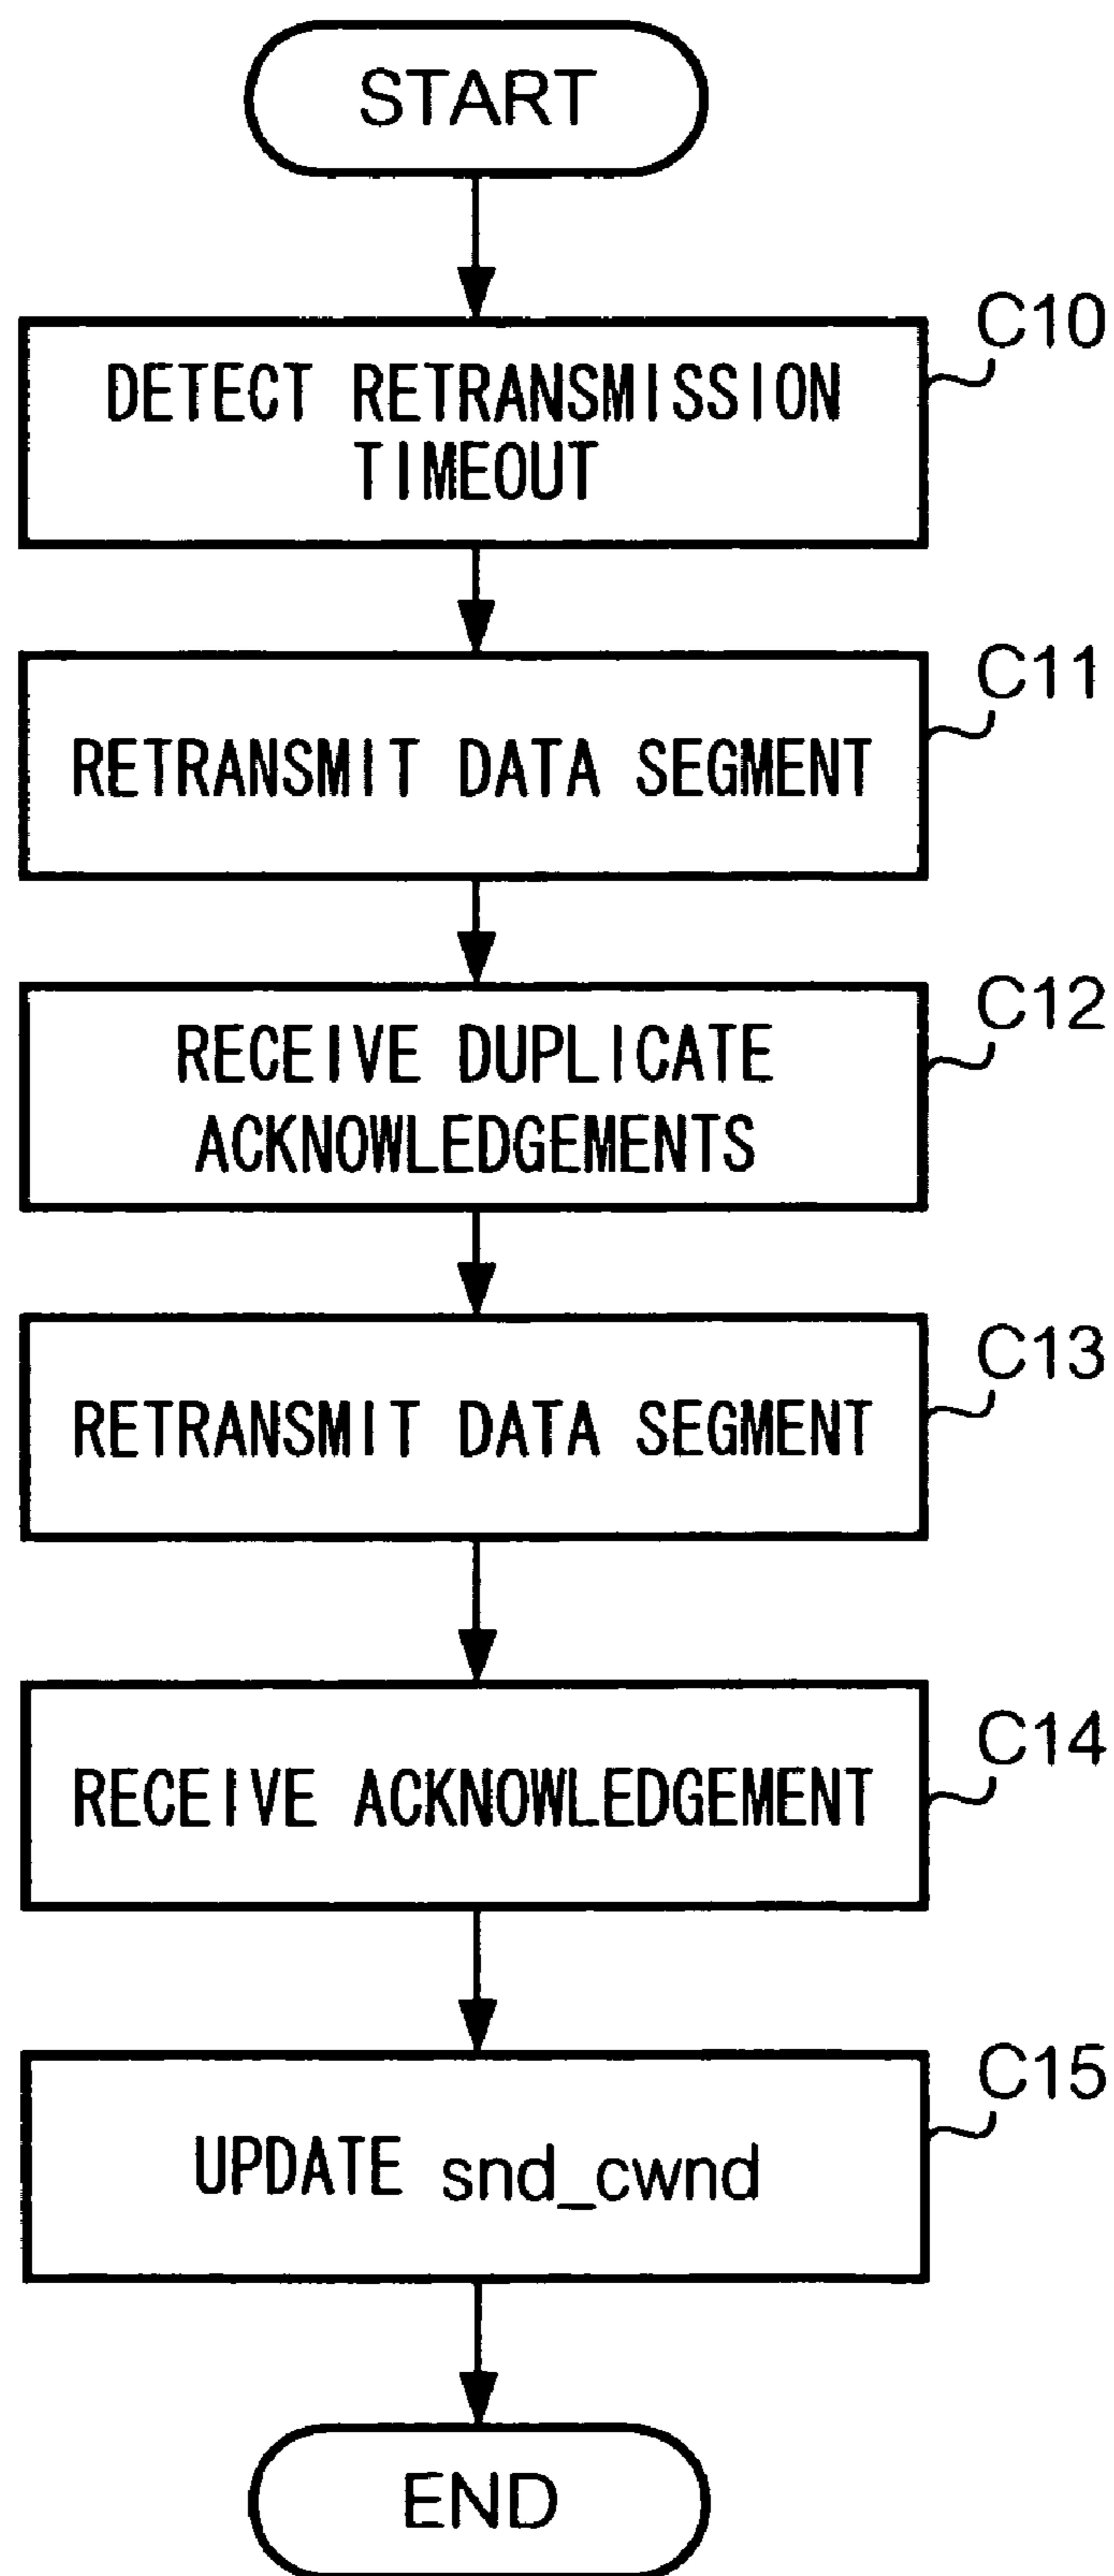 START
C10
DETECT RETRANSMISSION
TIMEOUT
C11
RETRANSMIT DATA SEGMENT
C12
RECEIVE DUPLICATE
ACKNOWLEDGEMENTS
C13
RETRANSMIT DATA SEGMENT
C14
RECEIVE ACKNOWLEDGEMENT
C15
UPDATE snd_cwnd
END